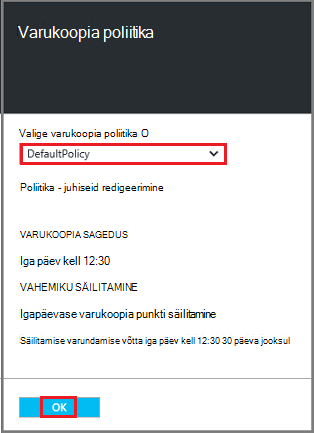 Varukoopia poliitika
Valige varukoopia poliitika O
DefaultPolicy
Poliitika - juhiseid redigeerimine
VARUKOOPIA SAGEDUS
Iga päev kell 12:30
VAHEMIKU SÄILITAMINE
Igapäevase varukoopia punkti säilitamine
Säilitamise varundamise võtta iga päev kell 12:30 30 päeva jooksul
OK